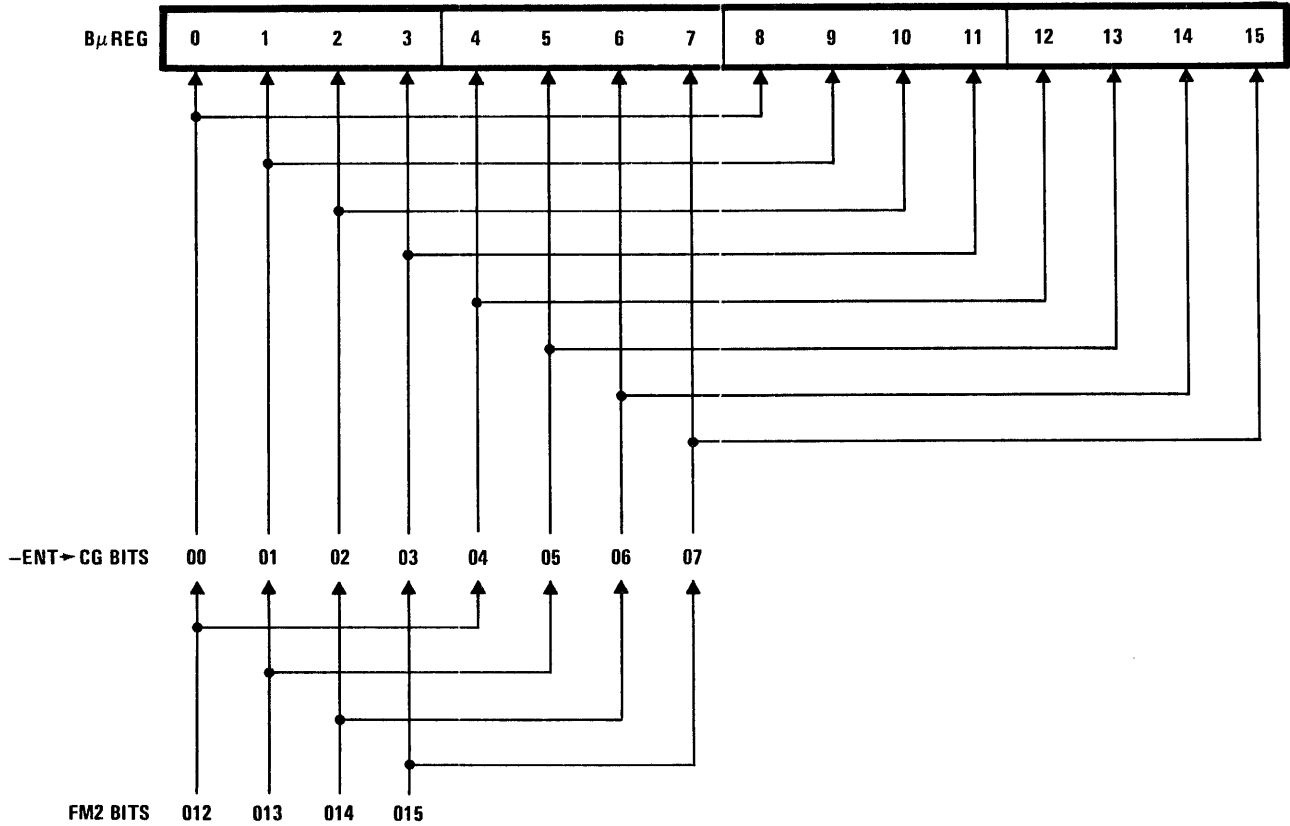 BμREG 0 1 2 3 4 5 6 7 8 9 10 11 12 13 14 15
–ENT➛CG BITS 00 01 02 03 04 05 06 07
FM2 BITS 012 013 014 015